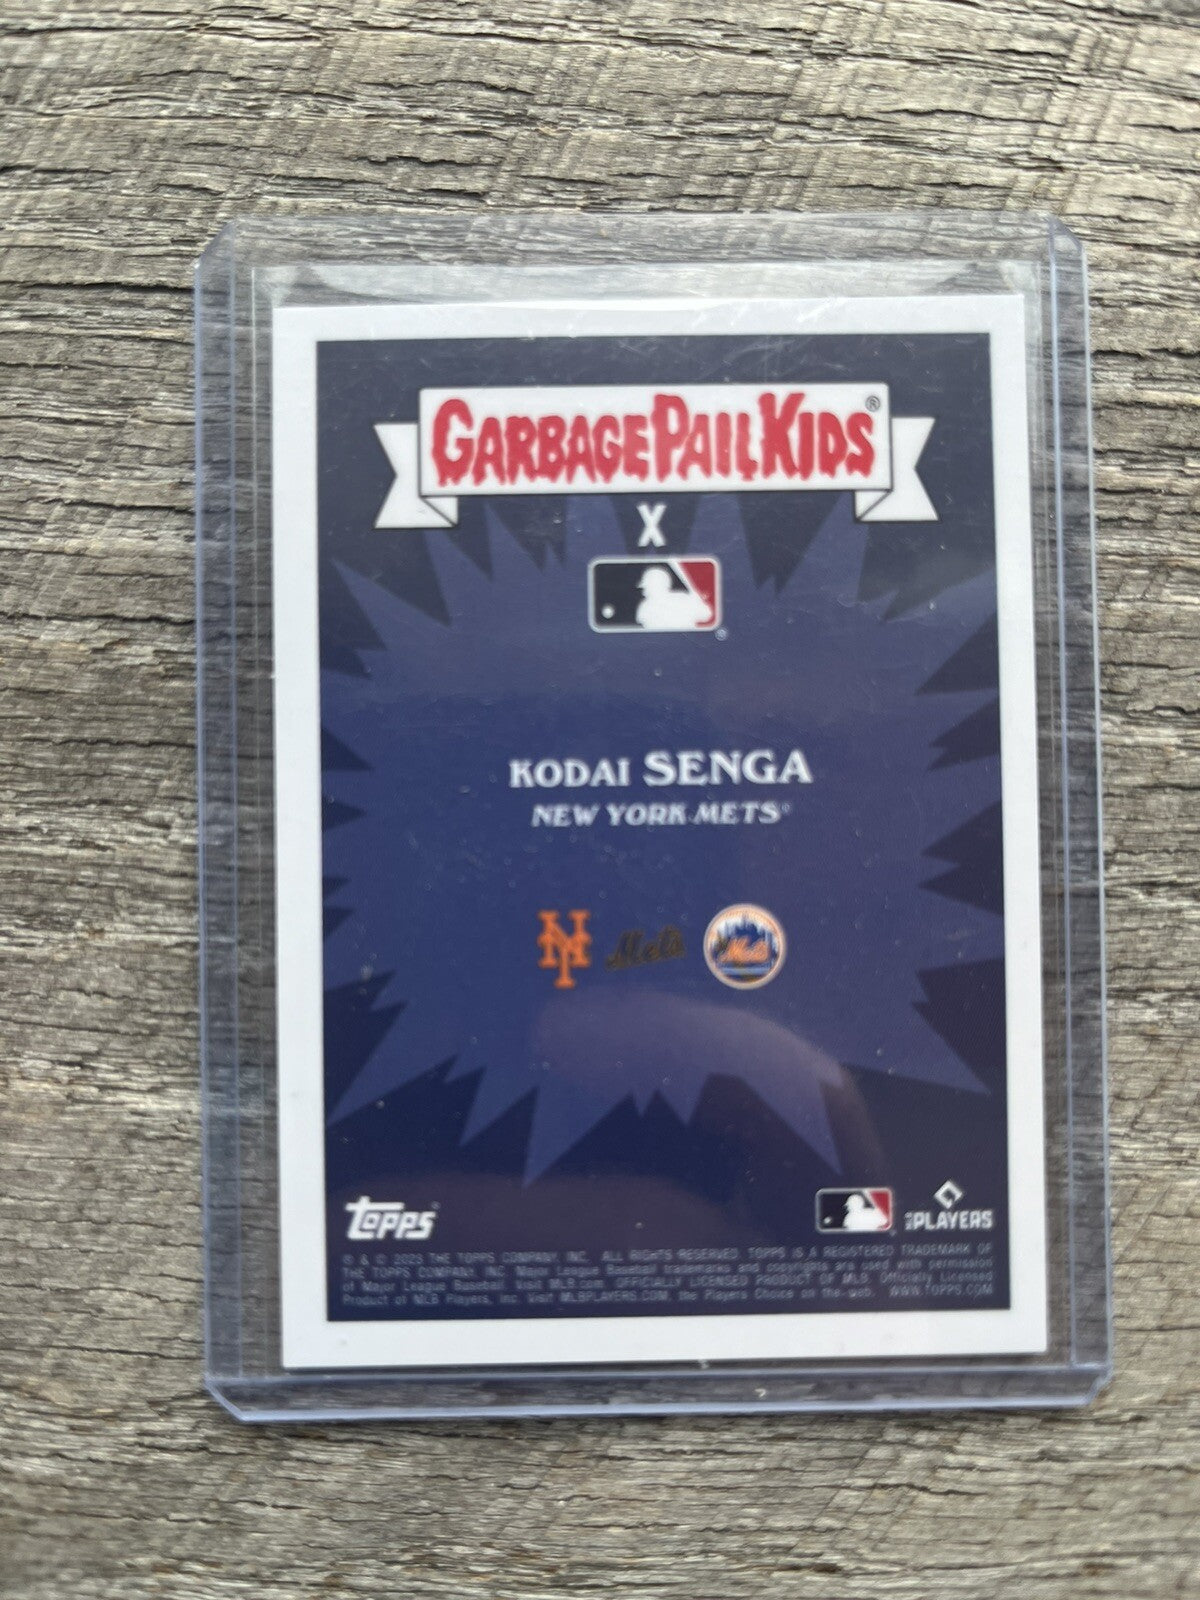 GARBAGE PAIL KIDS®
X
®
KODAI SENGA
NEW YORK METS®
NY Mets Mets
topps® MLB PLAYERS
® & © 2023 THE TOPPS COMPANY, INC. ALL RIGHTS RESERVED. TOPPS IS A REGISTERED TRADEMARK OF
THE TOPPS COMPANY, INC. Major League Baseball trademarks and copyrights are used with permission
of Major League Baseball. Visit MLB.com. OFFICIALLY LICENSED PRODUCT OF MLB Officially Licensed
Product of MLB Players, Inc. Visit MLBPLAYERS.COM, the Players Choice on the web. WWW.TOPPS.COM